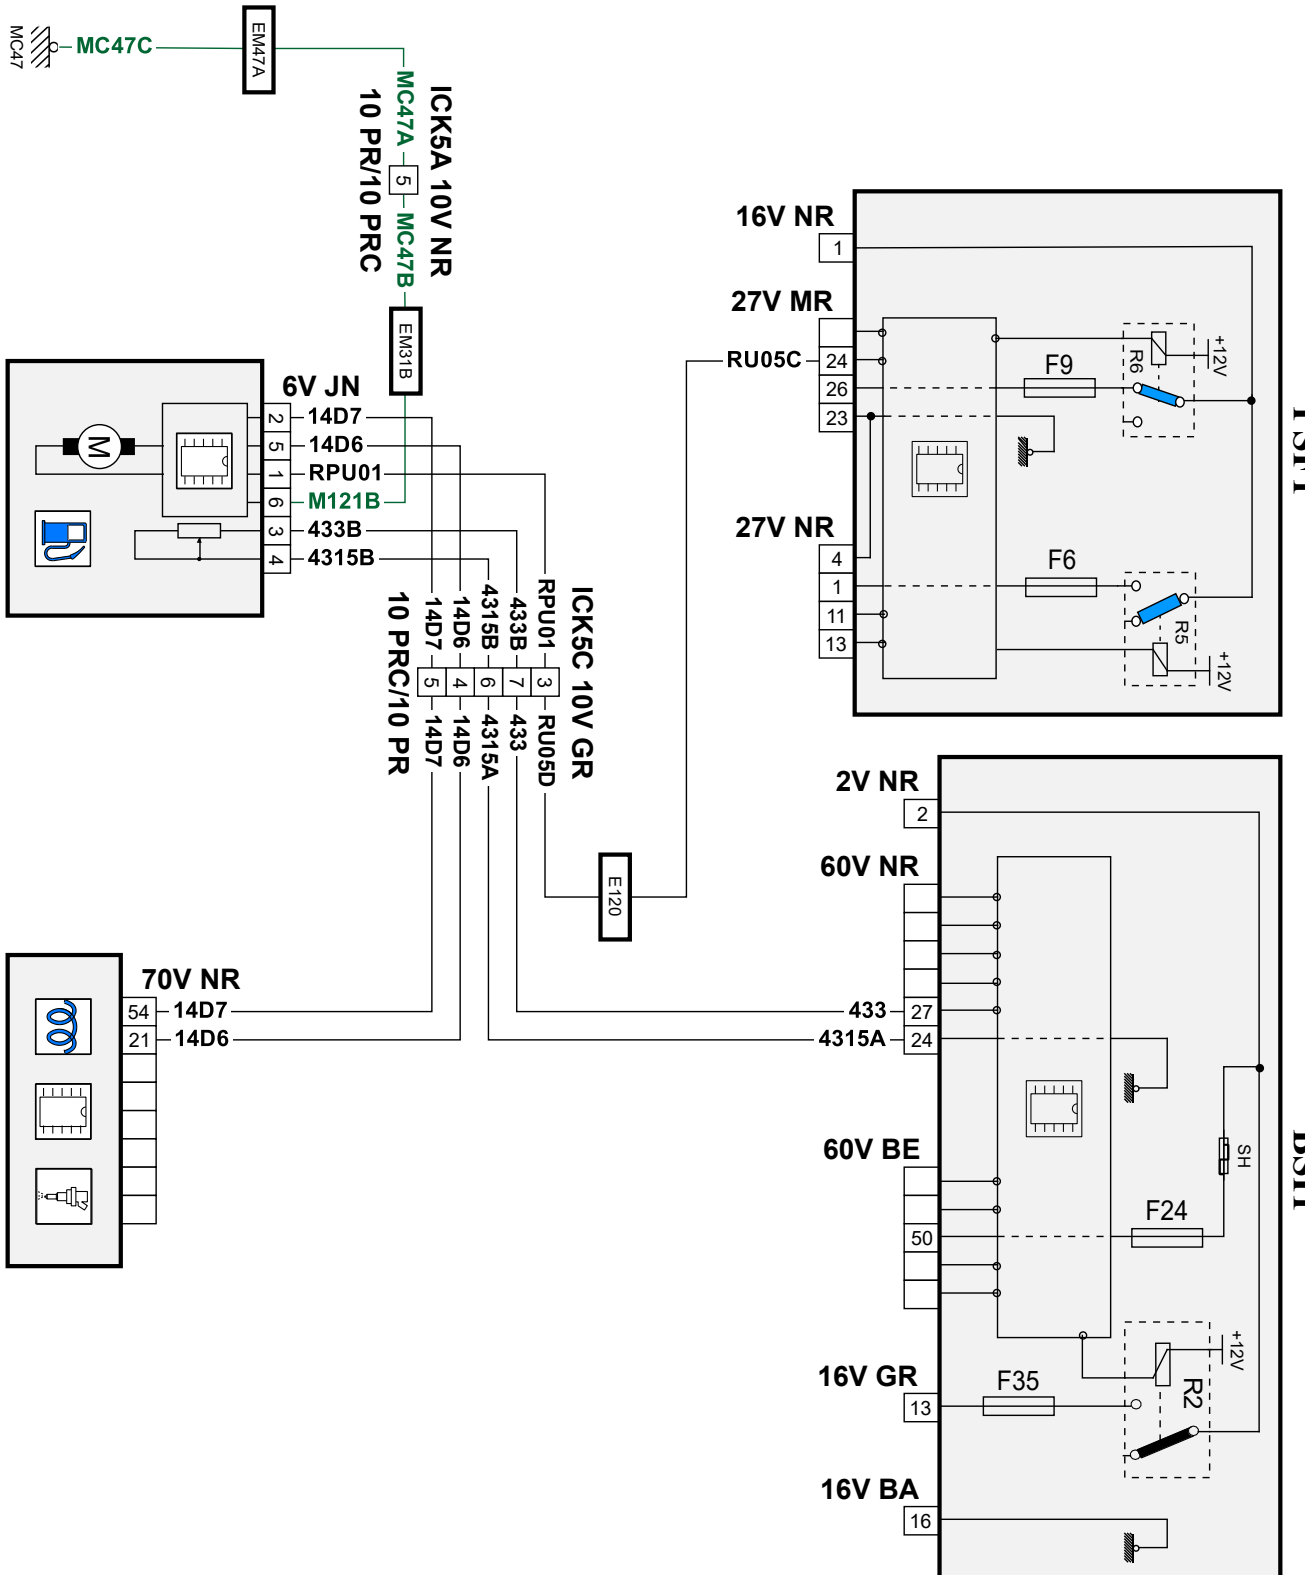 MC47
MC47C
EM47A
MC47A
5
MC47B
ICK5A 10V NR
10 PR/10 PRC
EM31B
6V JN
2
14D7
5
14D6
1
RPU01
6
M121B
3
433B
4
4315B
M
14D7
14D6
4315B
433B
RPU01
5
4
6
7
3
14D7
14D6
4315A
433
RU05D
ICK5C 10V GR
10 PRC/10 PR
E120
70V NR
54
14D7
21
14D6
16V NR
1
27V MR
RU05C
24
26
23
27V NR
4
1
11
13
F9
R6
+12V
F6
R5
+12V
2V NR
2
60V NR
433
27
4315A
24
60V BE
50
SH
F24
16V GR
13
F35
R2
+12V
16V BA
16